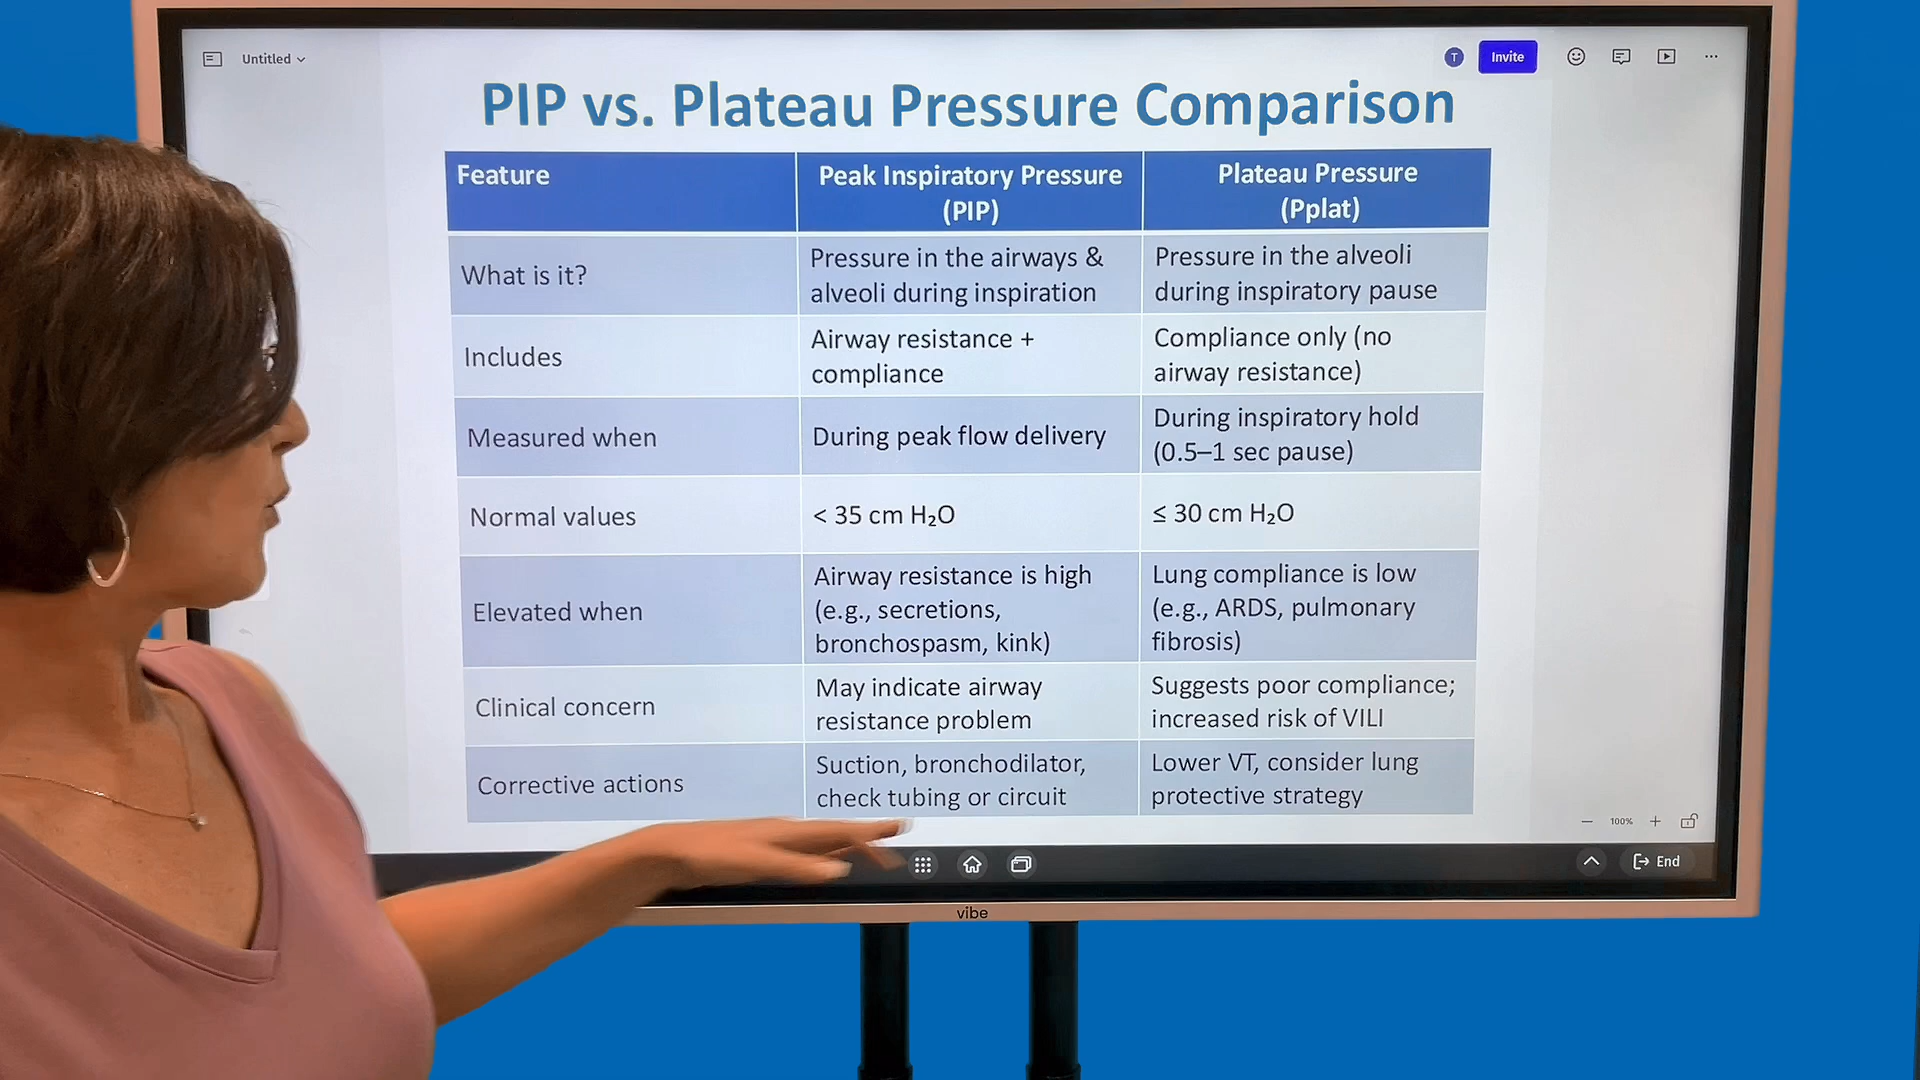 Untitled
T
Invite
PIP vs. Plateau Pressure Comparison
Feature
Peak Inspiratory Pressure
(PIP)
Plateau Pressure
(Pplat)
What is it?
Pressure in the airways &
alveoli during inspiration
Pressure in the alveoli
during inspiratory pause
Includes
Airway resistance +
compliance
Compliance only (no
airway resistance)
Measured when
During peak flow delivery
During inspiratory hold
(0.5–1 sec pause)
Normal values
< 35 cm H₂O
≤ 30 cm H₂O
Elevated when
Airway resistance is high
(e.g., secretions,
bronchospasm, kink)
Lung compliance is low
(e.g., ARDS, pulmonary
fibrosis)
Clinical concern
May indicate airway
resistance problem
Suggests poor compliance;
increased risk of VILI
Corrective actions
Suction, bronchodilator,
check tubing or circuit
Lower VT, consider lung
protective strategy
100%
End
vibe